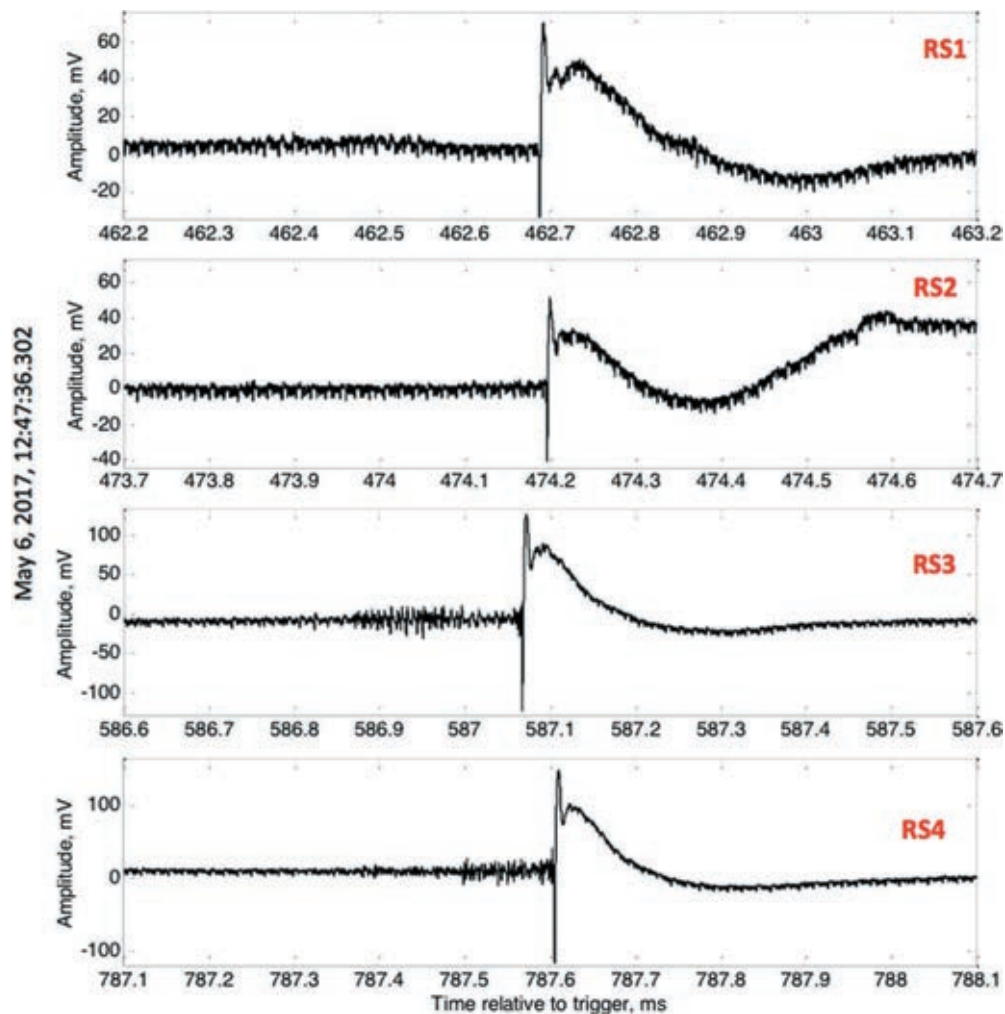 May 6, 2017, 12:47:36.302
RS1
Amplitude, mV
60
40
20
0
-20
462.2 462.3 462.4 462.5 462.6 462.7 462.8 462.9 463 463.1 463.2
RS2
Amplitude, mV
60
40
20
0
-20
-40
473.7 473.8 473.9 474 474.1 474.2 474.3 474.4 474.5 474.6 474.7
RS3
Amplitude, mV
100
50
0
-50
-100
586.6 586.7 586.8 586.9 587 587.1 587.2 587.3 587.4 587.5 587.6
RS4
Amplitude, mV
100
0
-100
787.1 787.2 787.3 787.4 787.5 787.6 787.7 787.8 787.9 788 788.1
Time relative to trigger, ms